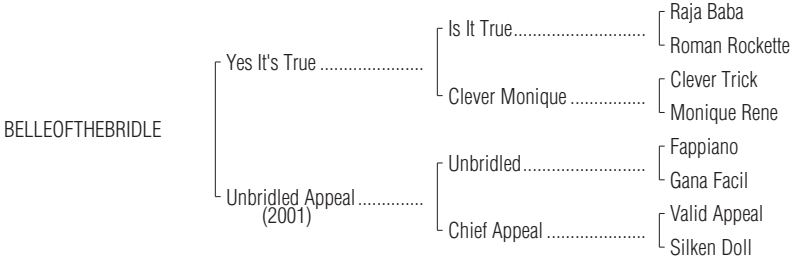 Raja Baba
Is It True............................
Roman Rockette
Yes It's True ......................
Clever Trick
Clever Monique ................
Monique Rene
BELLEOFTHEBRIDLE
Fappiano
Unbridled..........................
Gana Facil
Unbridled Appeal ..............
(2001)
Valid Appeal
Chief Appeal .....................
Silken Doll